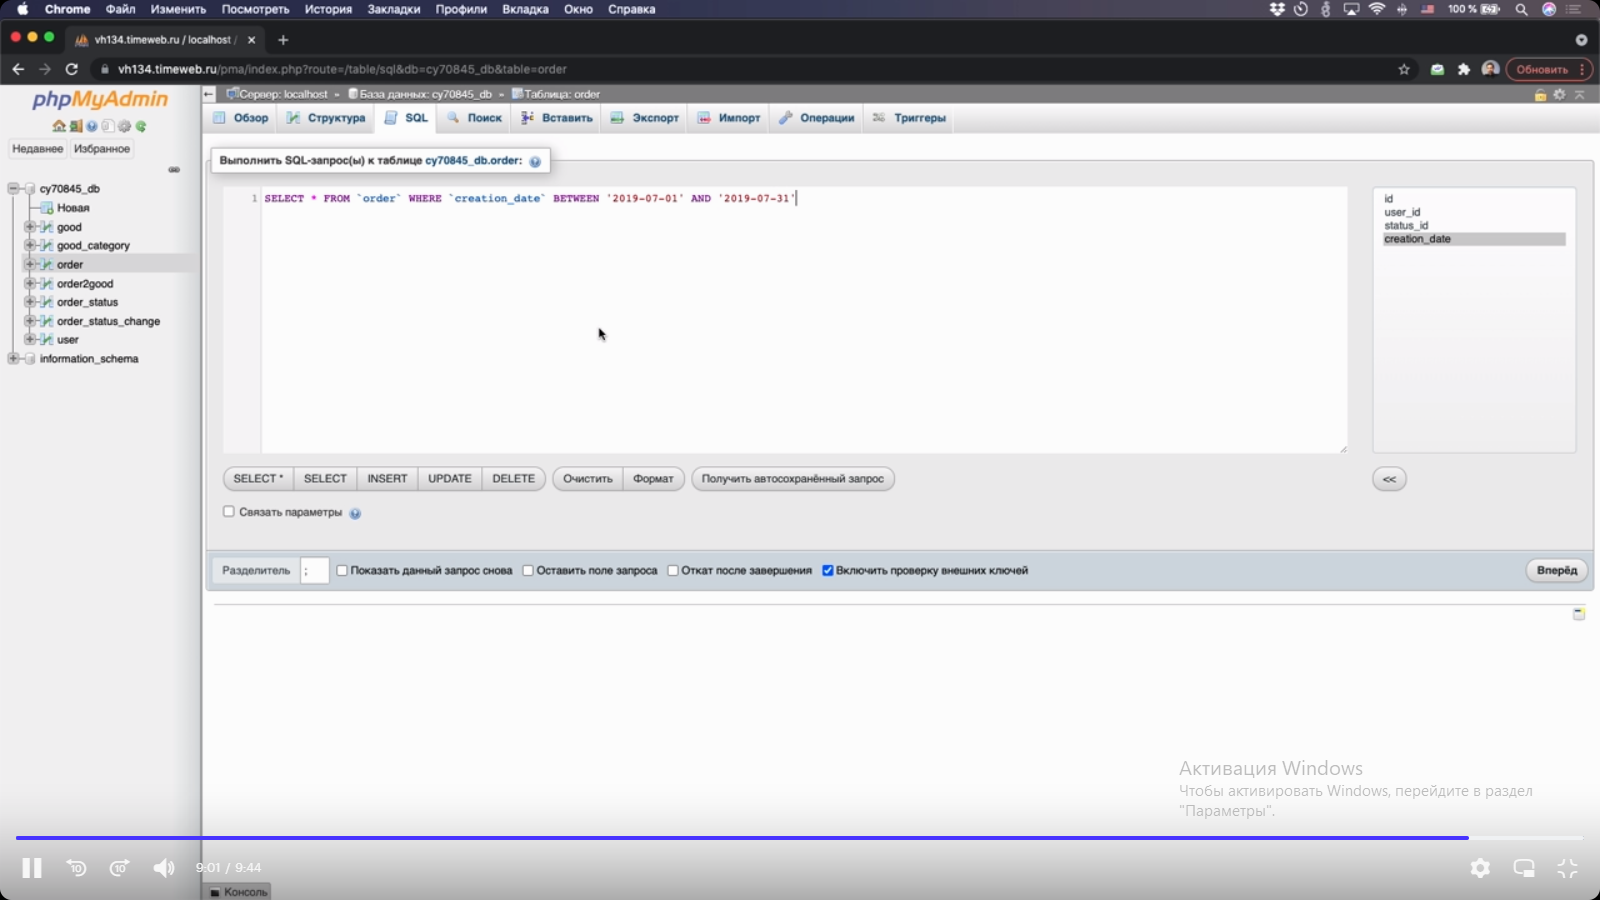 Chrome Файл Изменить Посмотреть История Закладки Профили Вкладка Окно Справка 100 %
vh134.timeweb.ru / localhost /
vh134.timeweb.ru/pma/index.php?route=/table/sql&db=cy70845_db&table=order Обновить
phpMyAdmin
Недавнее Избранное
cy70845_db
Новая
good
good_category
order
order2good
order_status
order_status_change
user
information_schema
Сервер: localhost » База данных: cy70845_db » Таблица: order
Обзор Структура SQL Поиск Вставить Экспорт Импорт Операции Триггеры
Выполнить SQL-запрос(ы) к таблице cy70845_db.order:
1 SELECT * FROM `order` WHERE `creation_date` BETWEEN '2019-07-01' AND '2019-07-31'
id
user_id
status_id
creation_date
SELECT * SELECT INSERT UPDATE DELETE Очистить Формат Получить автосохранённый запрос <<
Связать параметры
Разделитель ; Показать данный запрос снова Оставить поле запроса Откат после завершения Включить проверку внешних ключей Вперёд
Активация Windows
Чтобы активировать Windows, перейдите в раздел
"Параметры".
10 10 9:01 / 9:44
Консоль